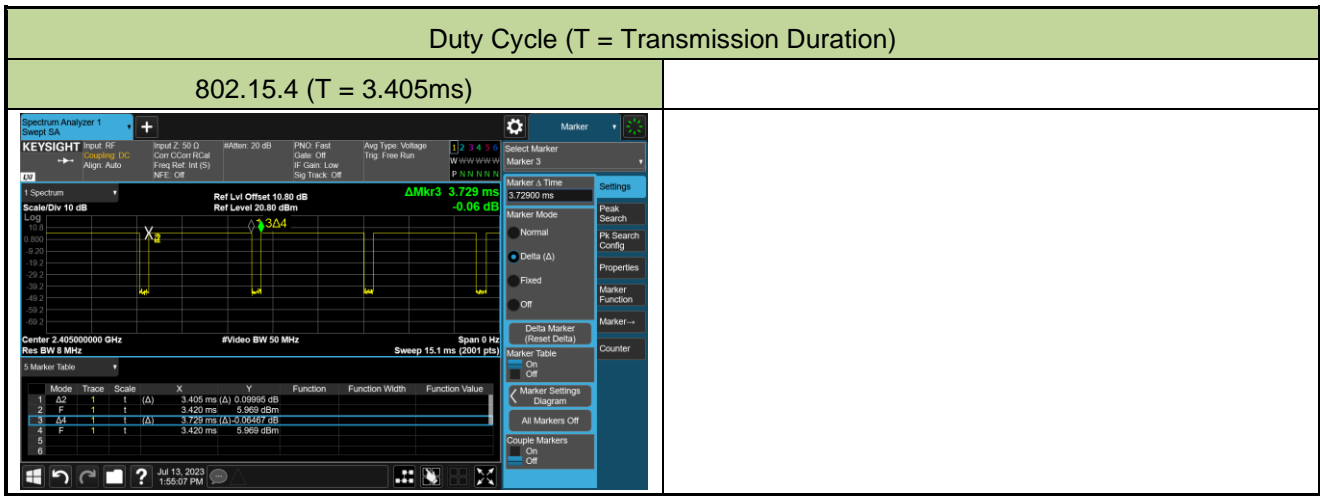 Duty Cycle (T = Transmission Duration)
802.15.4 (T = 3.405ms)
Spectrum Analyzer 1
Swept SA
+
Marker
KEYSIGHT
Input: RF
Coupling: DC
Align: Auto
Input Z: 50 Ω
Corr CCorr RCal
Freq Ref: Int (S)
NFE: Off
#Atten: 20 dB
PNO: Fast
Gate: Off
IF Gain: Low
Sig Track: Off
Avg Type: Voltage
Trig: Free Run
1 2 3 4 5 6
W W W W W W
P N N N N N
LXI
1 Spectrum
Scale/Div 10 dB
Ref Lvl Offset 10.80 dB
Ref Level 20.80 dBm
ΔMkr3 3.729 ms
-0.06 dB
Log
10.8
0.800
-9.20
-19.2
-29.2
-39.2
-49.2
-59.2
-69.2
3Δ4
Center 2.405000000 GHz
Res BW 8 MHz
#Video BW 50 MHz
Span 0 Hz
Sweep 15.1 ms (2001 pts)
5 Marker Table
Mode Trace Scale X Y Function Function Width Function Value
1 Δ2 1 t (Δ) 3.405 ms (Δ) 0.09995 dB
2 F 1 t 3.420 ms 5.969 dBm
3 Δ4 1 t (Δ) 3.729 ms (Δ) -0.06467 dB
4 F 1 t 3.420 ms 5.969 dBm
5
6
Select Marker
Marker 3
Marker Δ Time
3.72900 ms
Marker Mode
Normal
Delta (Δ)
Fixed
Off
Delta Marker
(Reset Delta)
Marker Table
On
Off
Marker Settings
Diagram
All Markers Off
Couple Markers
On
Off
Settings
Peak
Search
Pk Search
Config
Properties
Marker
Function
Marker→
Counter
?
Jul 13, 2023
1:55:07 PM